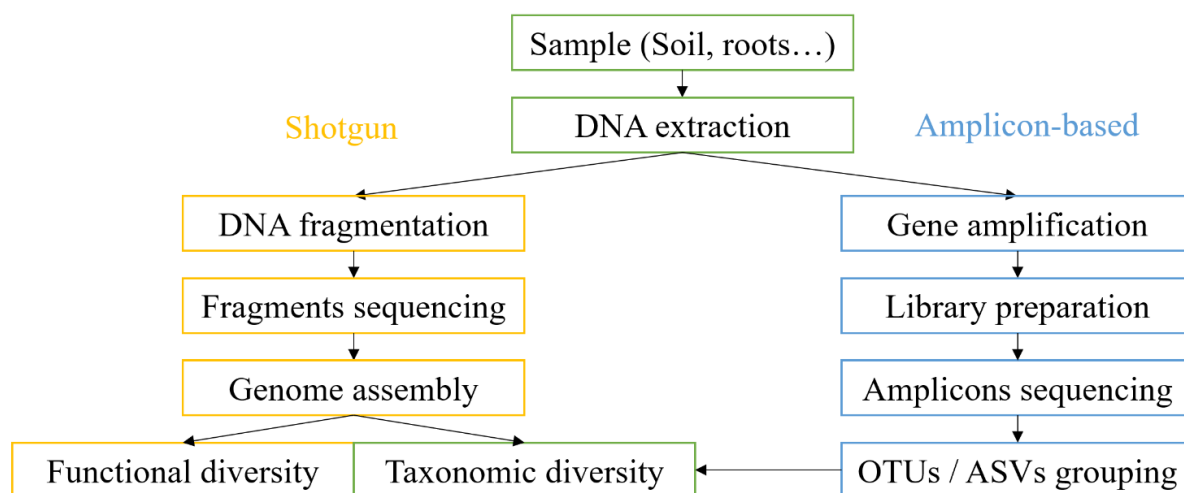 Sample (Soil, roots…)
Shotgun
DNA extraction
Amplicon-based
DNA fragmentation
Gene amplification
Fragments sequencing
Library preparation
Genome assembly
Amplicons sequencing
Functional diversity
Taxonomic diversity
OTUs / ASVs grouping